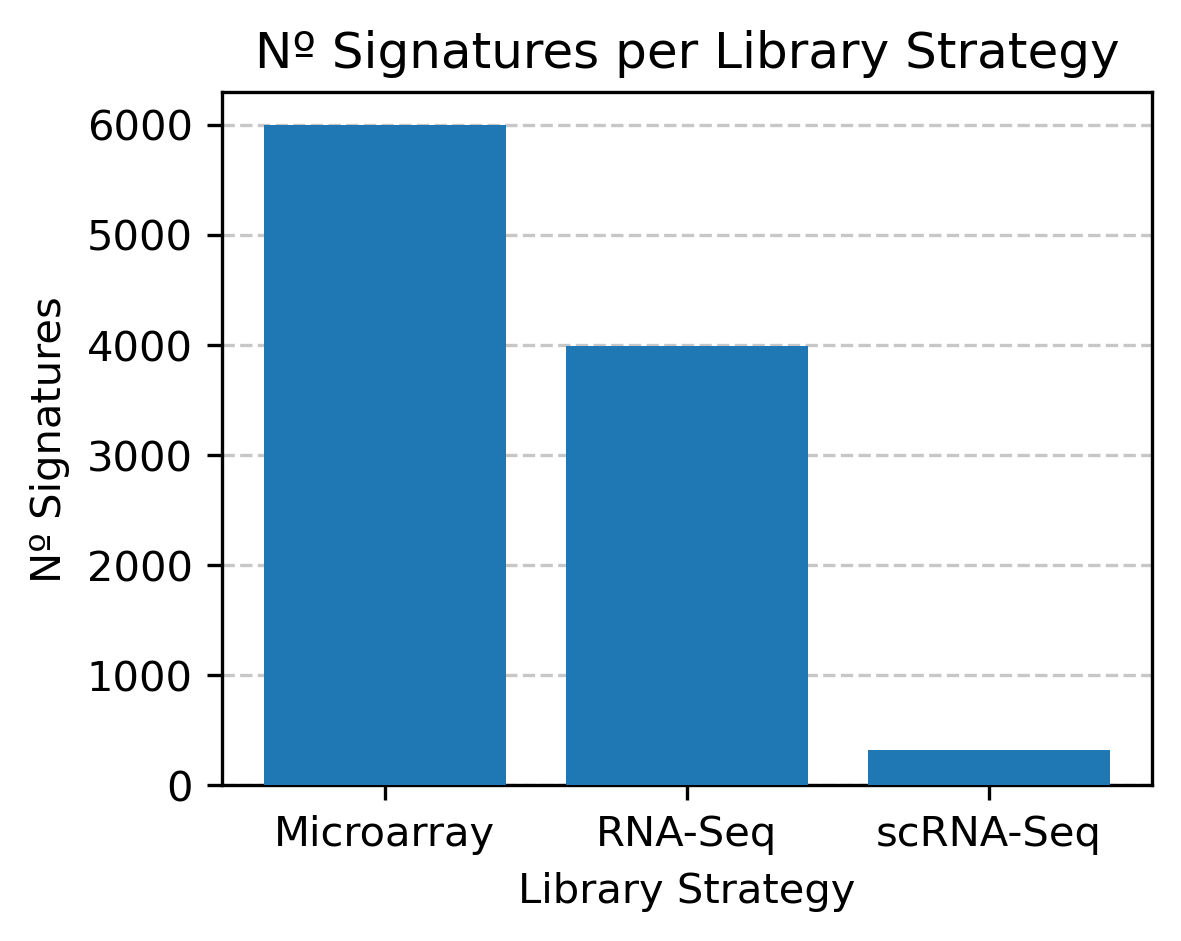 Nº Signatures per Library Strategy
6000
5000
4000
3000
2000
1000
0
Nº Signatures
Microarray RNA-Seq scRNA-Seq
Library Strategy